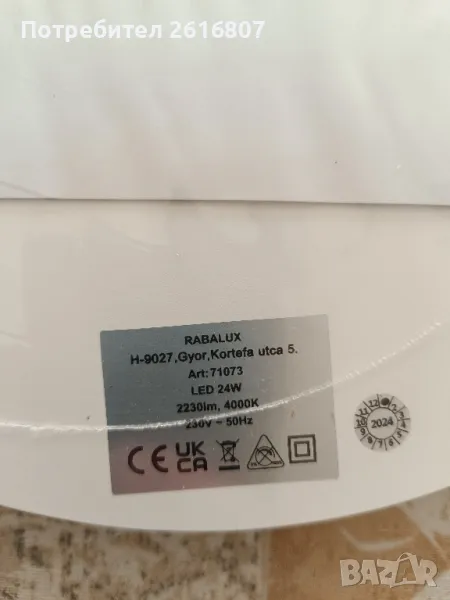 Потребител 2616807
RABALUX
H-9027,Gyor,Kortefa utca 5.
Art:71073
LED 24W
2230lm, 4000K
230V ~ 50Hz
CE UK CA
2024
BAZAR